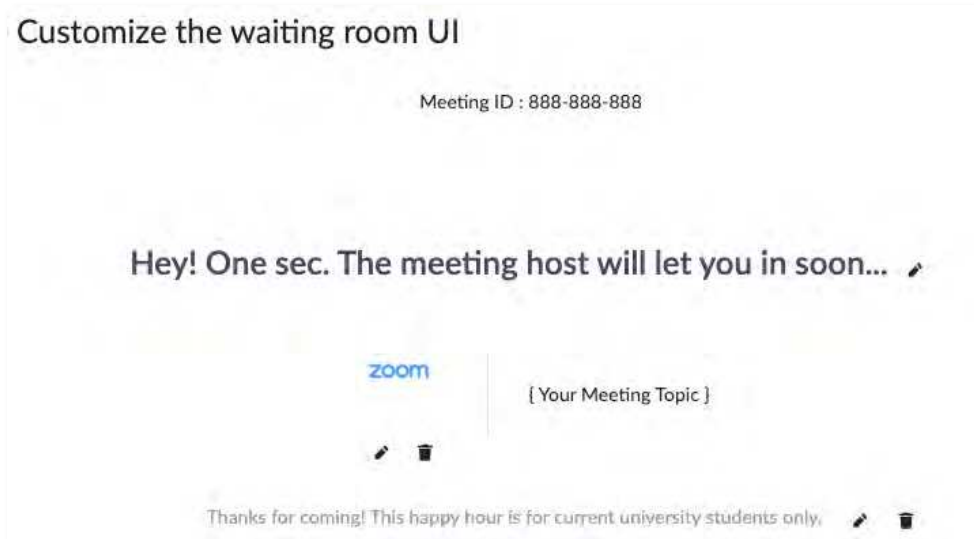 Customize the waiting room UI
Meeting ID : 888-888-888
Hey! One sec. The meeting host will let you in soon...
zoom
{ Your Meeting Topic }
Thanks for coming! This happy hour is for current university students only.